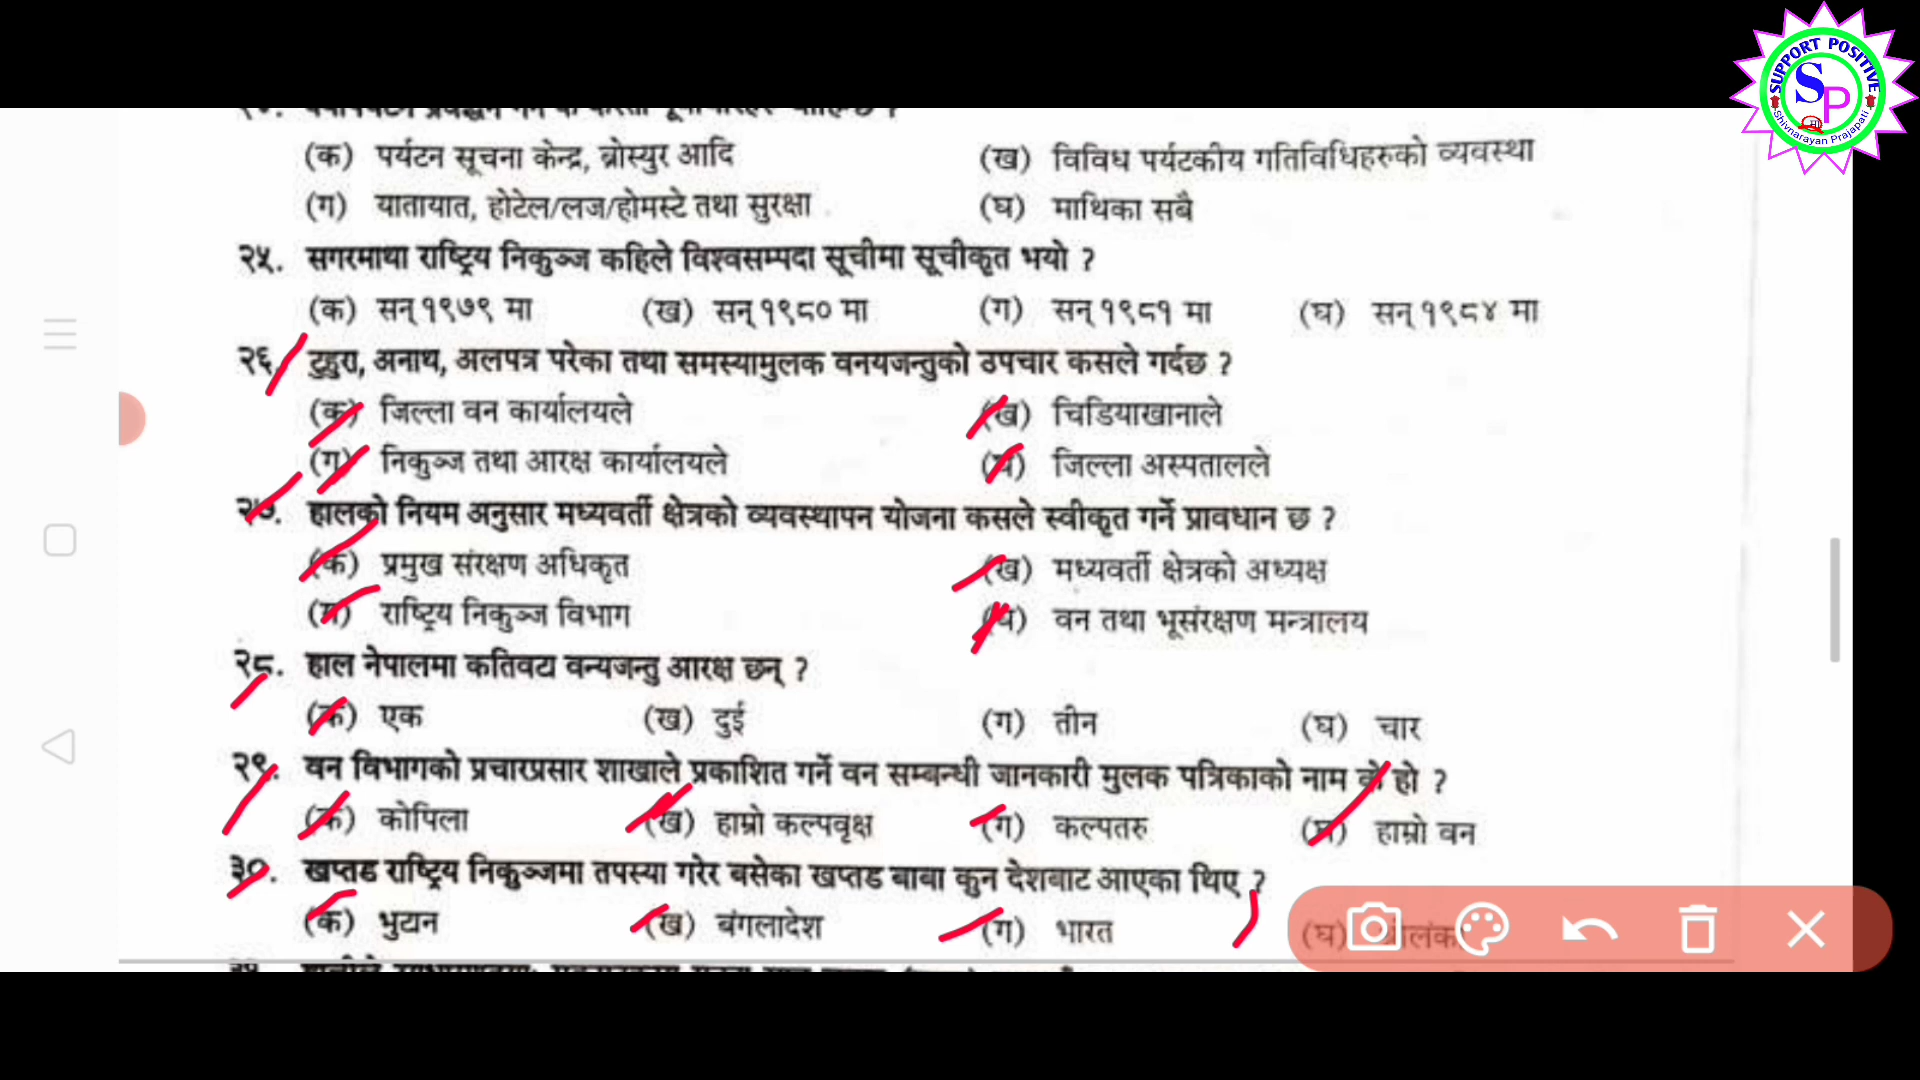 SUPPORT POSITIVE
SP
Shivnarayan Prajapati
(क) पर्यटन सूचना केन्द्र, ब्रोस्युर आदि (ख) विविध पर्यटकीय गतिविधिहरुको व्यवस्था
(ग) यातायात, होटेल/लज/होमस्टे तथा सुरक्षा (घ) माथिका सबै
२५. सगरमाथा राष्ट्रिय निकुञ्ज कहिले विश्वसम्पदा सूचीमा सूचीकृत भयो ?
(क) सन् १९७९ मा (ख) सन् १९८० मा (ग) सन् १९८१ मा (घ) सन् १९८४ मा
२६. टुहुरा, अनाथ, अलपत्र परेका तथा समस्यामुलक वनयजन्तुको उपचार कसले गर्दछ ?
(क) जिल्ला वन कार्यालयले (ख) चिडियाखानाले
(ग) निकुञ्ज तथा आरक्ष कार्यालयले (घ) जिल्ला अस्पतालले
२७. हालको नियम अनुसार मध्यवर्ती क्षेत्रको व्यवस्थापन योजना कसले स्वीकृत गर्ने प्रावधान छ ?
(क) प्रमुख संरक्षण अधिकृत (ख) मध्यवर्ती क्षेत्रको अध्यक्ष
(ग) राष्ट्रिय निकुञ्ज विभाग (घ) वन तथा भूसंरक्षण मन्त्रालय
२८. हाल नेपालमा कतिवटा वन्यजन्तु आरक्ष छन् ?
(क) एक (ख) दुई (ग) तीन (घ) चार
२९. वन विभागको प्रचारप्रसार शाखाले प्रकाशित गर्ने वन सम्बन्धी जानकारी मुलक पत्रिकाको नाम के हो ?
(क) कोपिला (ख) हाम्रो कल्पवृक्ष (ग) कल्पतरु (घ) हाम्रो वन
३०. खप्तड राष्ट्रिय निकुञ्जमा तपस्या गरेर बसेका खप्तड बाबा कुन देशबाट आएका थिए ?
(क) भुटान (ख) बंगलादेश (ग) भारत (घ)